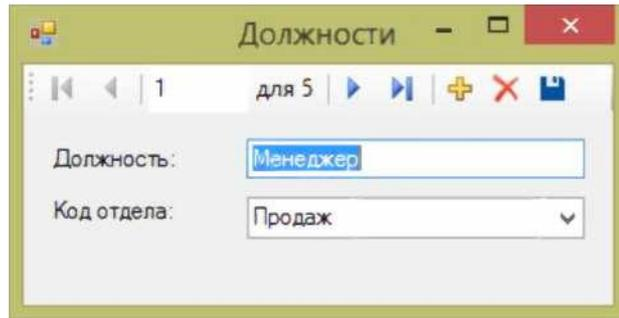 Должности
1 для 5
Должность: Менеджер
Код отдела: Продаж